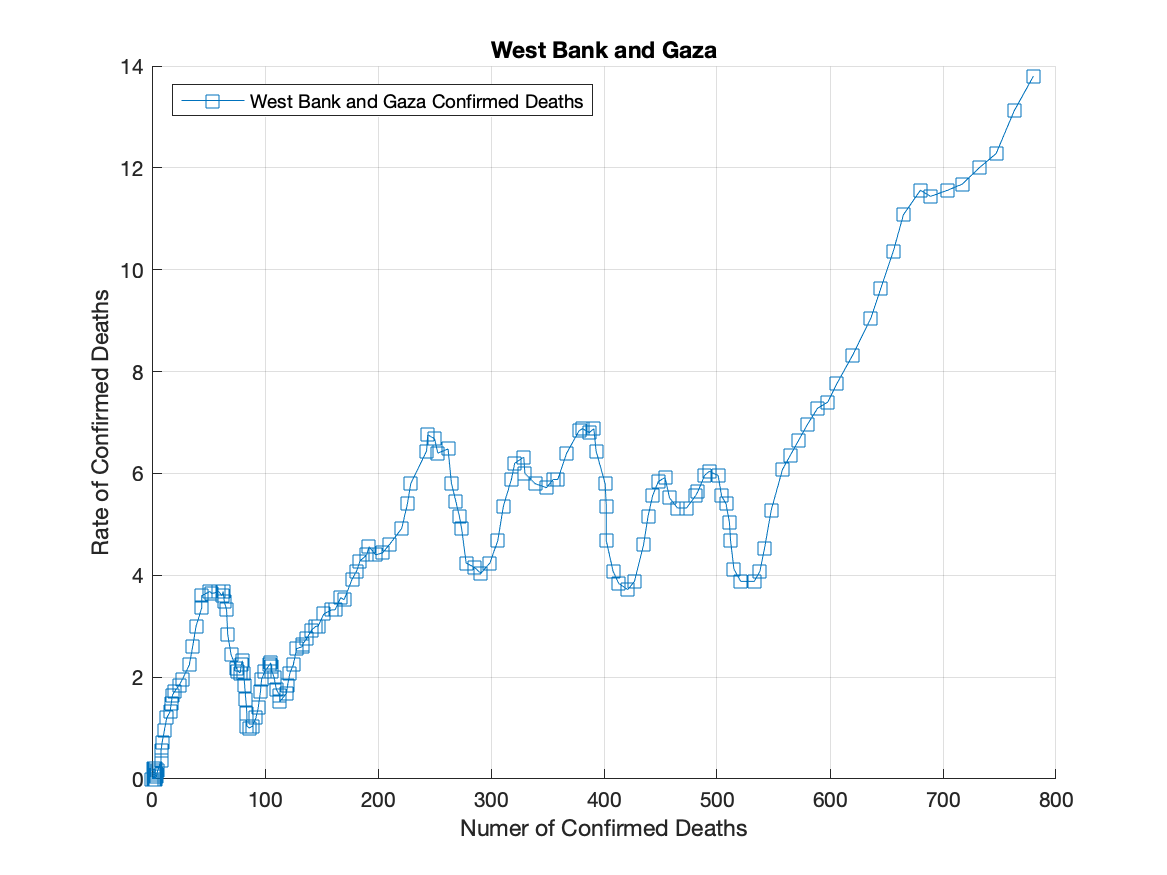 West Bank and Gaza
West Bank and Gaza Confirmed Deaths
Rate of Confirmed Deaths
14
12
10
8
6
4
2
0
0 100 200 300 400 500 600 700 800
Numer of Confirmed Deaths